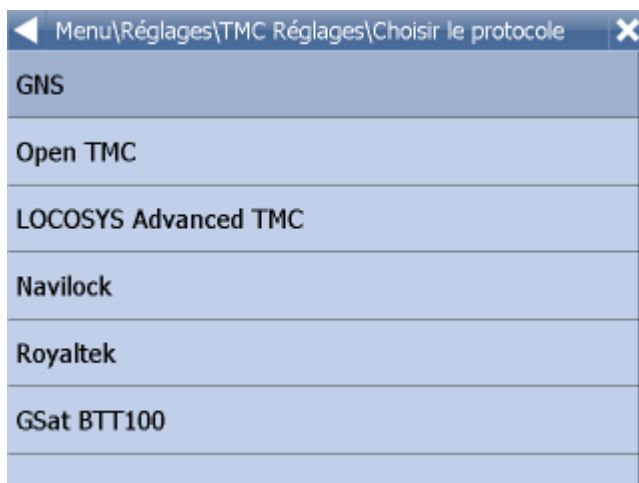 Menu\Réglages\TMC Réglages\Choisir le protocole
GNS
Open TMC
LOCOSYS Advanced TMC
Navilock
Royaltek
GSat BTT100